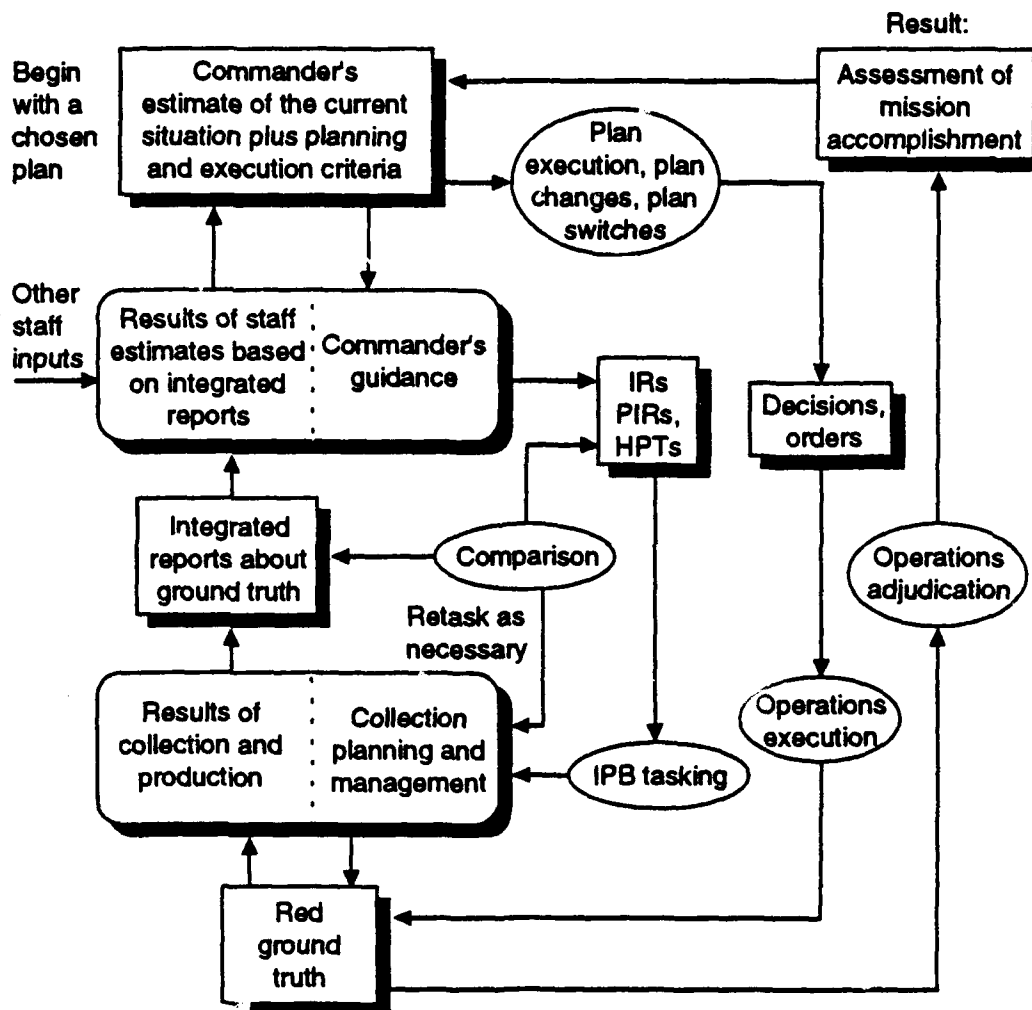 Result:
Begin
with a
chosen
plan
Commander's
estimate of the current
situation plus planning
and execution criteria
Assessment of
mission
accomplishment
Plan
execution, plan
changes, plan
switches
Other
staff
inputs
Results of staff
estimates based
on integrated
reports
Commander's
guidance
IRs
PIRs,
HPTs
Decisions,
orders
Integrated
reports about
ground truth
Comparison
Operations
adjudication
Retask as
necessary
Results of
collection and
production
Collection
planning and
management
IPB tasking
Operations
execution
Red
ground
truth